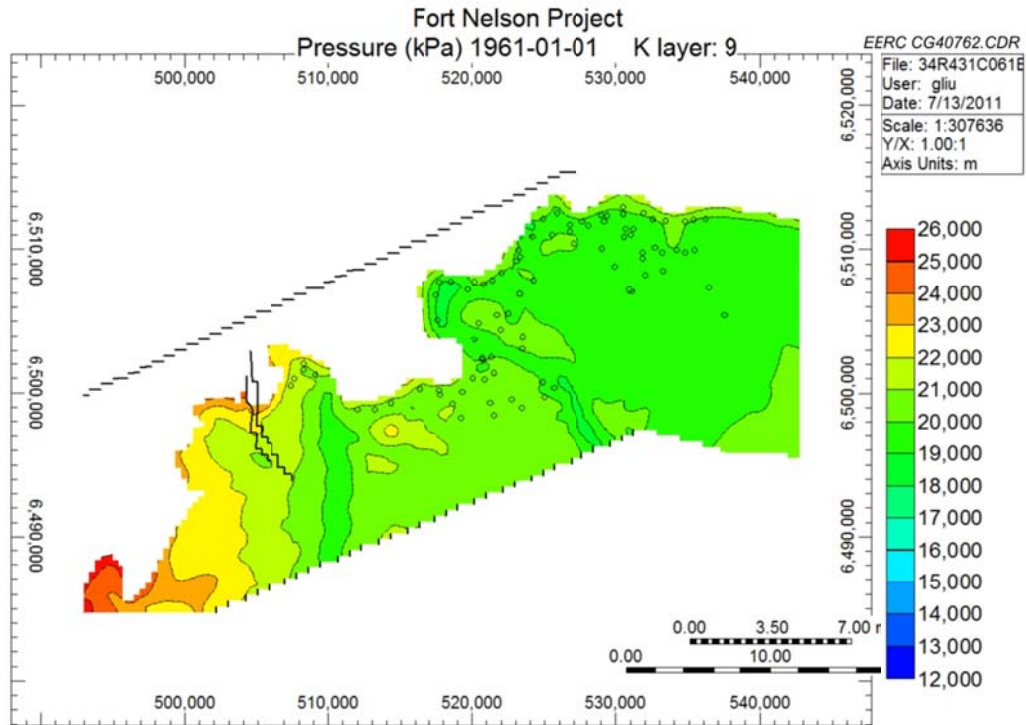 Fort Nelson Project
Pressure (kPa) 1961-01-01 K layer: 9
EERC CG40762.CDR
File: 34R431C061E
User: gliu
Date: 7/13/2011
Scale: 1:307636
Y/X: 1.00:1
Axis Units: m
500,000 510,000 520,000 530,000 540,000
6,520,000
6,510,000 6,510,000
6,500,000 6,500,000
6,490,000 6,490,000
26,000
25,000
24,000
23,000
22,000
21,000
20,000
19,000
18,000
17,000
16,000
15,000
14,000
13,000
12,000
0.00 3.50 7.00
0.00 10.00
500,000 510,000 520,000 530,000 540,000